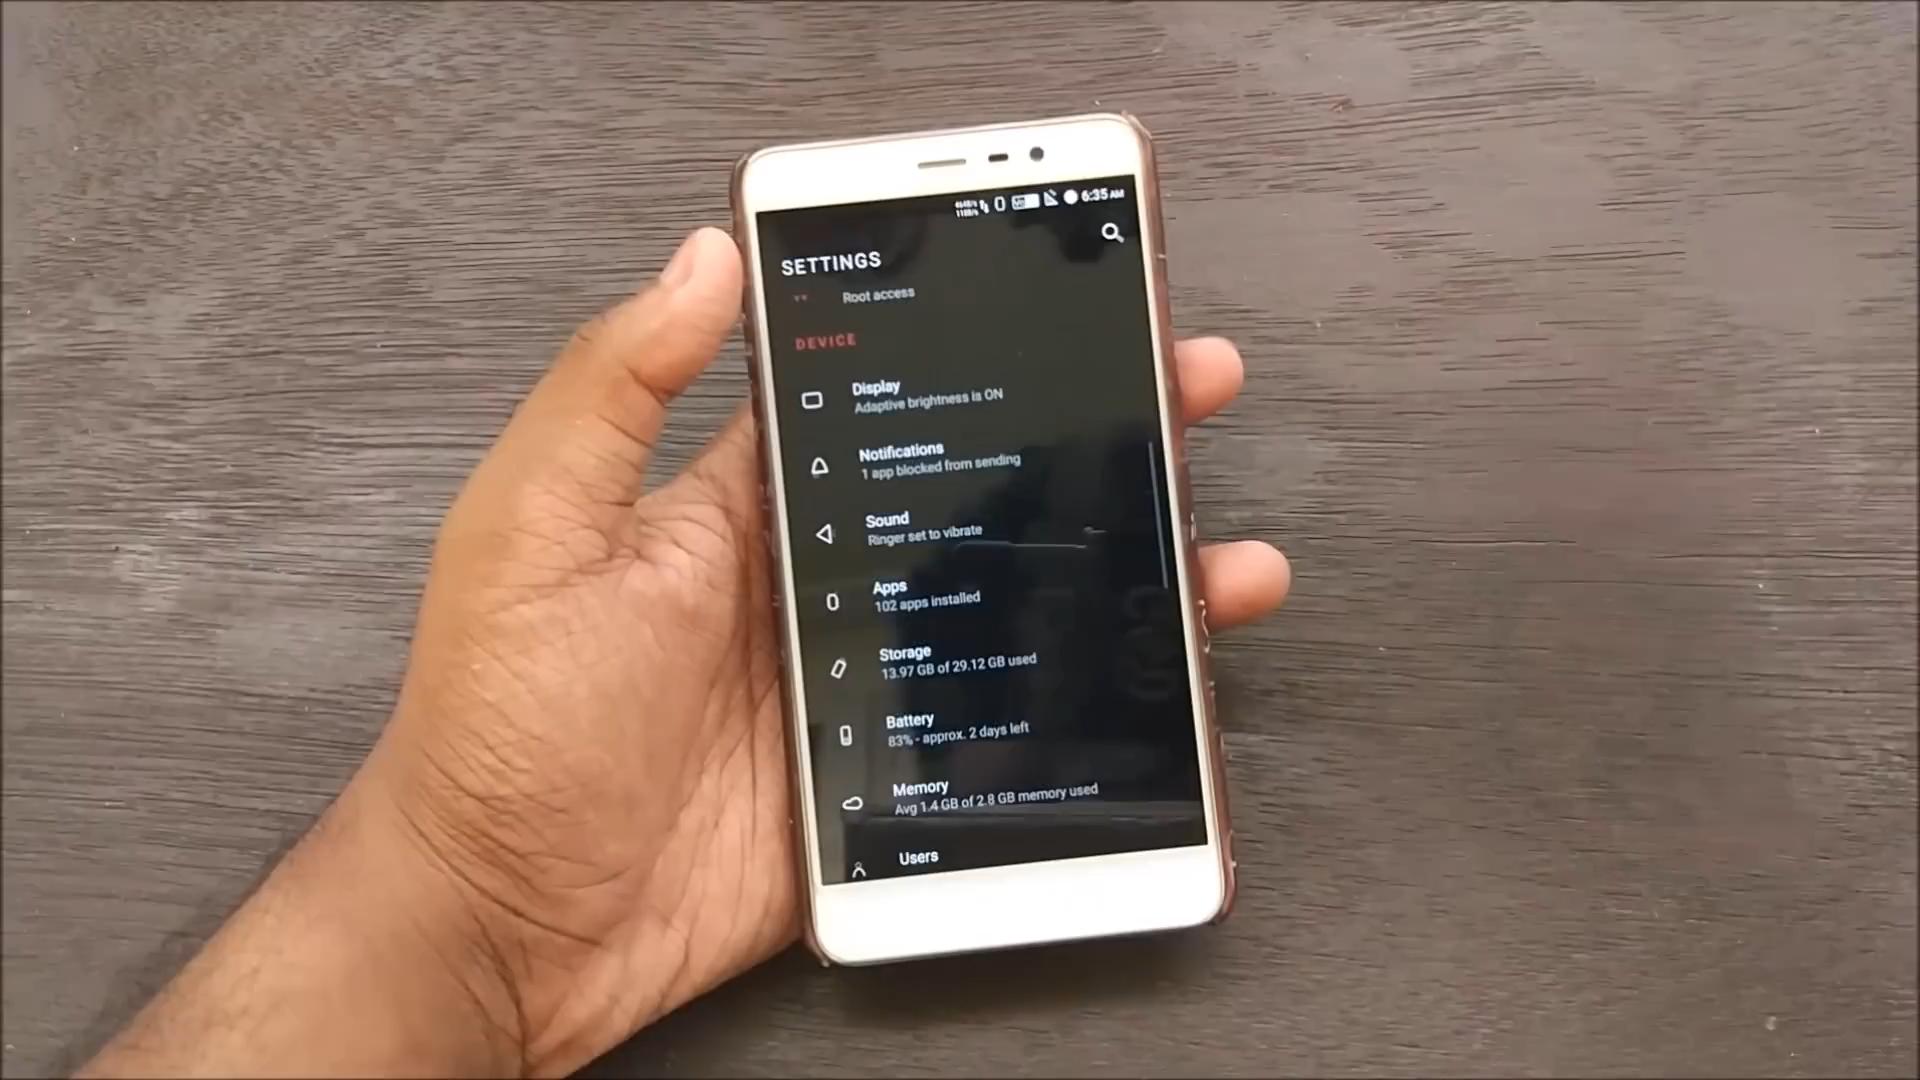 6:35 AM
SETTINGS
Root access
DEVICE
Display
Adaptive brightness is ON
Notifications
1 app blocked from sending
Sound
Ringer set to vibrate
Apps
102 apps installed
Storage
13.97 GB of 29.12 GB used
Battery
83% - approx. 2 days left
Memory
Avg 1.4 GB of 2.8 GB memory used
Users